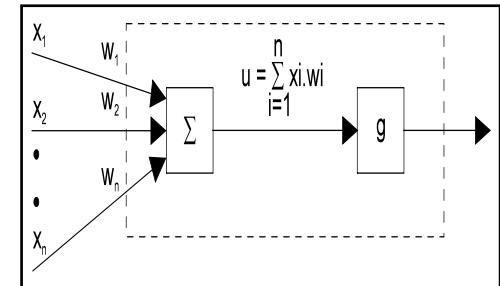 x₁
w₁
n
u = ∑ xi.wi
i=1
x₂
w₂
∑
g
wₙ
xₙ